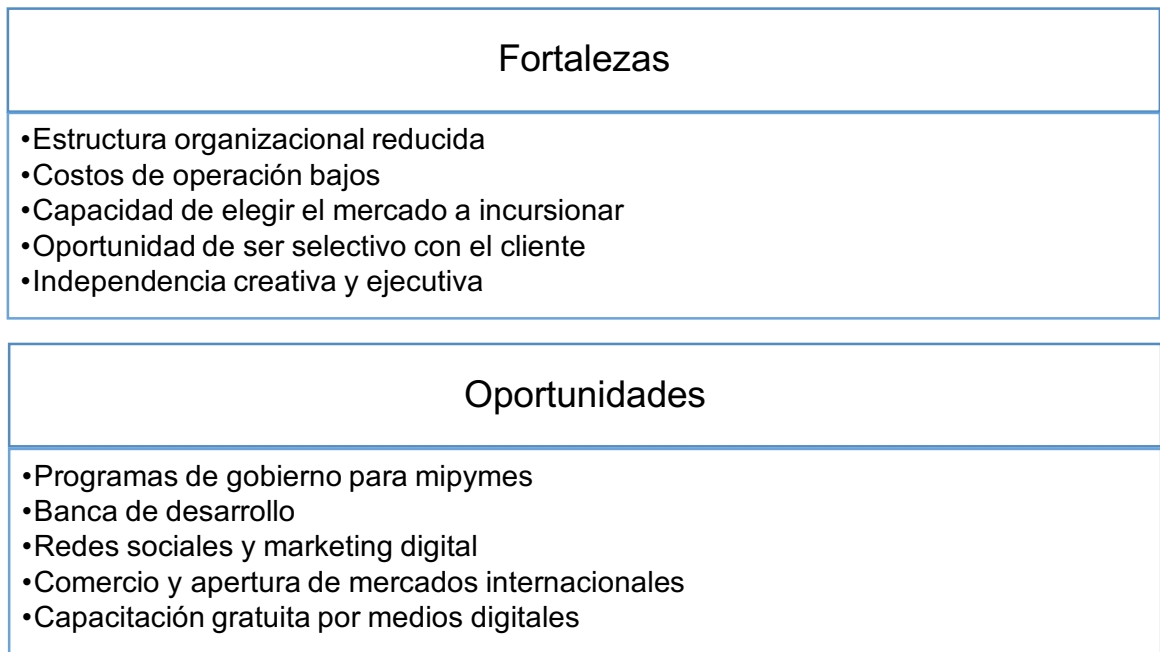 Fortalezas
•Estructura organizacional reducida
•Costos de operación bajos
•Capacidad de elegir el mercado a incursionar
•Oportunidad de ser selectivo con el cliente
•Independencia creativa y ejecutiva
Oportunidades
•Programas de gobierno para mipymes
•Banca de desarrollo
•Redes sociales y marketing digital
•Comercio y apertura de mercados internacionales
•Capacitación gratuita por medios digitales